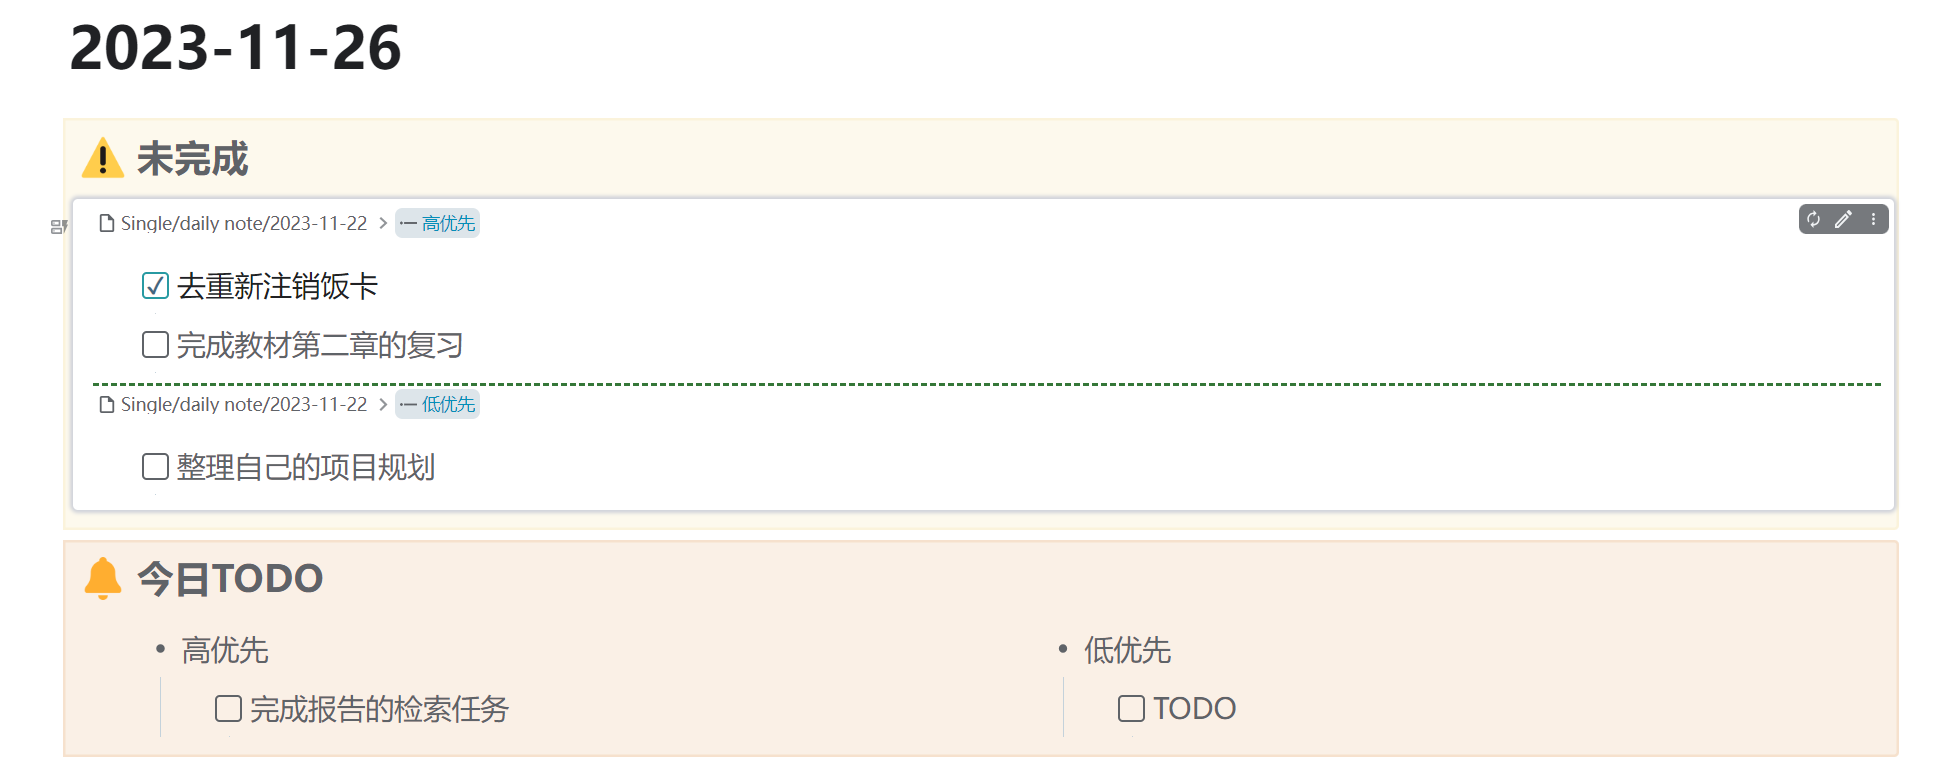 2023-11-26
未完成
Single/daily note/2023-11-22 > 高优先
去重新注销饭卡
完成教材第二章的复习
Single/daily note/2023-11-22 > 低优先
整理自己的项目规划
今日TODO
高优先
完成报告的检索任务
低优先
TODO